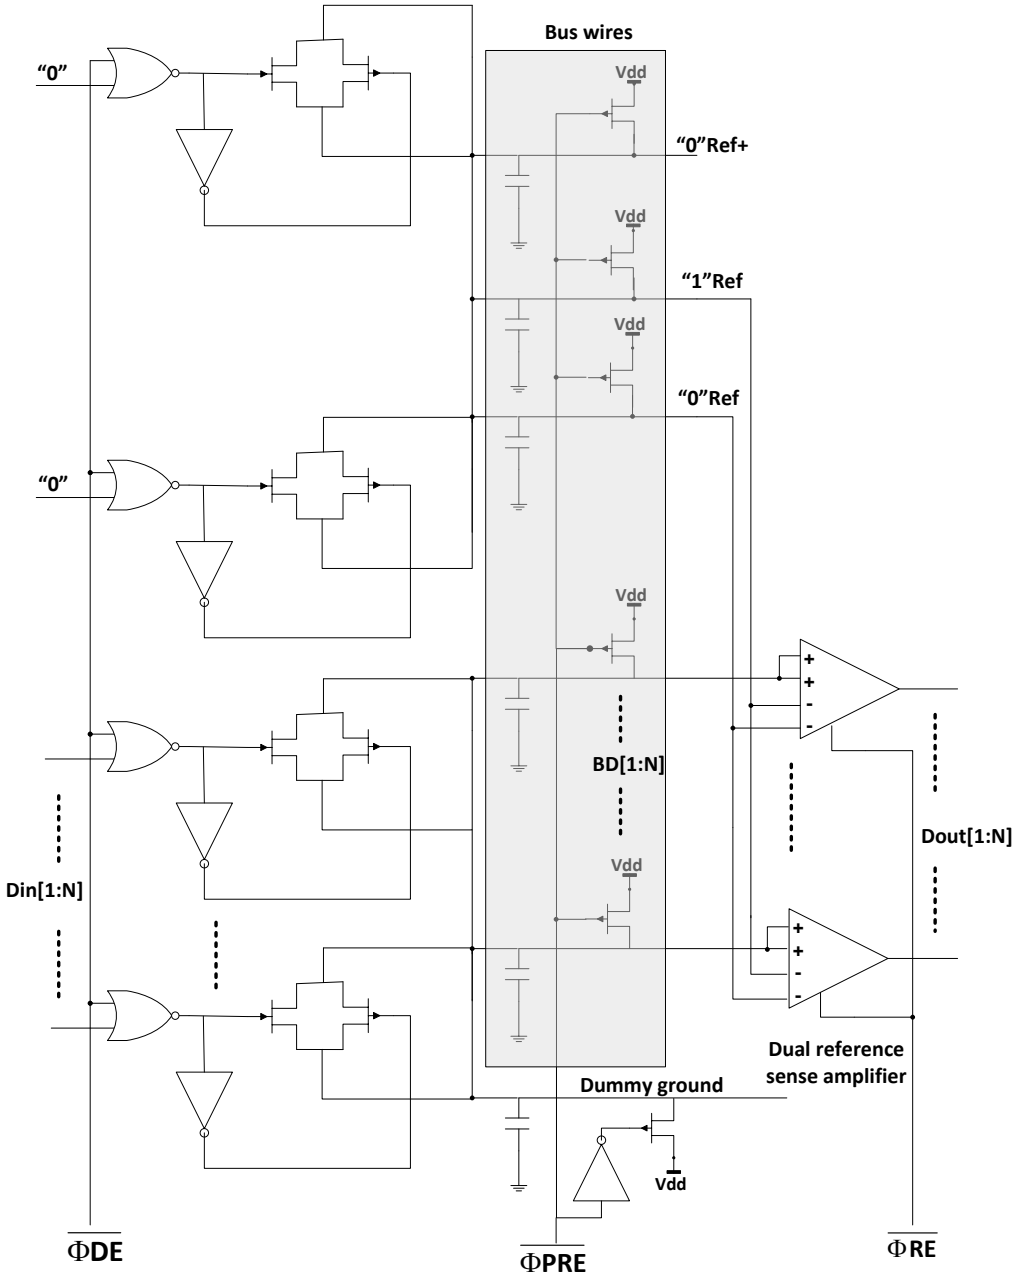 Bus wires
Vdd
“0”
“0”Ref+
Vdd
“1”Ref
Vdd
“0”Ref
“0”
Vdd
+
+
-
-
BD[1:N]
Dout[1:N]
Vdd
Din[1:N]
+
+
-
-
Dual reference
sense amplifier
Dummy ground
Vdd
ΦDE
ΦPRE
ΦRE